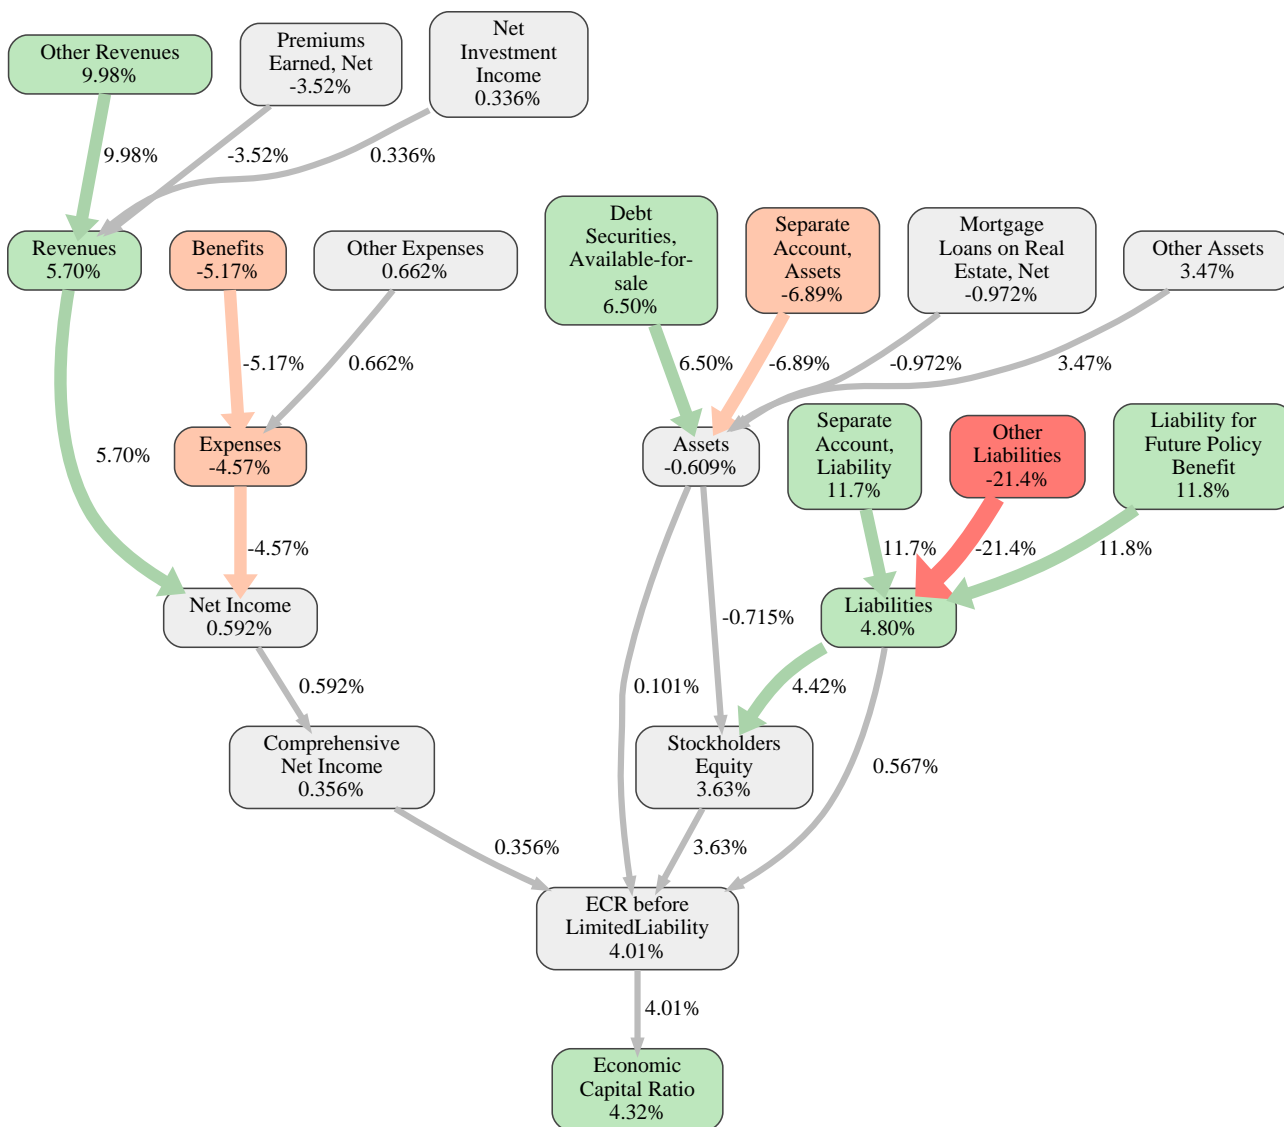 Other Revenues
9.98%
Premiums
Earned, Net
-3.52%
Net
Investment
Income
0.336%
9.98%
-3.52%
0.336%
Revenues
5.70%
Benefits
-5.17%
Other Expenses
0.662%
Debt
Securities,
Available-for-
sale
6.50%
Separate
Account,
Assets
-6.89%
Mortgage
Loans on Real
Estate, Net
-0.972%
Other Assets
3.47%
-5.17%
0.662%
6.50%
-6.89%
-0.972%
3.47%
5.70%
Expenses
-4.57%
Assets
-0.609%
Separate
Account,
Liability
11.7%
Other
Liabilities
-21.4%
Liability for
Future Policy
Benefit
11.8%
-4.57%
11.7%
-21.4%
11.8%
Net Income
0.592%
-0.715%
Liabilities
4.80%
0.592%
0.101%
4.42%
Comprehensive
Net Income
0.356%
Stockholders
Equity
3.63%
0.567%
0.356%
3.63%
ECR before
LimitedLiability
4.01%
4.01%
Economic
Capital Ratio
4.32%